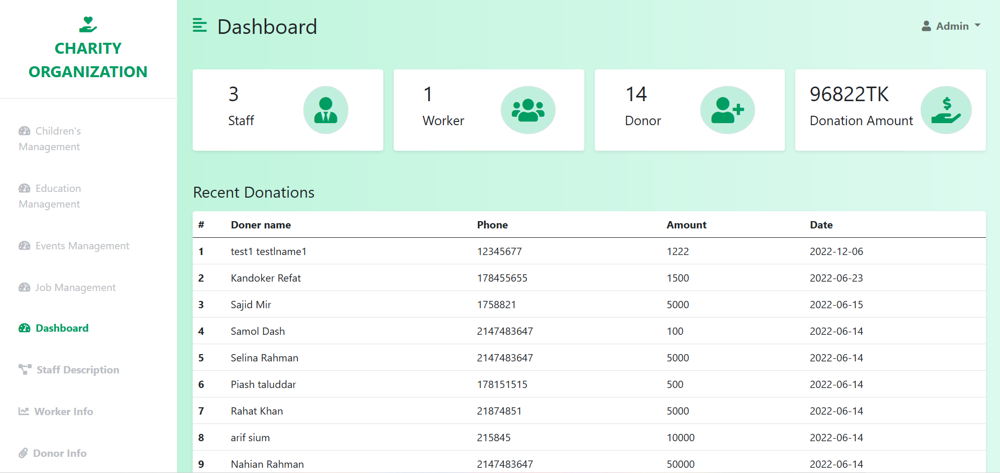 CHARITY
ORGANIZATION
Children's
Management
Education
Management
Events Management
Job Management
Dashboard
Staff Description
Worker Info
Donor Info
Dashboard
Admin
3
Staff
1
Worker
14
Donor
96822TK
Donation Amount
Recent Donations
# Doner name Phone Amount Date
1 test1 testlname1 12345677 1222 2022-12-06
2 Kandoker Refat 178455655 1500 2022-06-23
3 Sajid Mir 1758821 5000 2022-06-15
4 Samol Dash 2147483647 100 2022-06-14
5 Selina Rahman 2147483647 5000 2022-06-14
6 Piash taluddar 178151515 500 2022-06-14
7 Rahat Khan 21874851 5000 2022-06-14
8 arif sium 215845 10000 2022-06-14
9 Nahian Rahman 2147483647 50000 2022-06-14